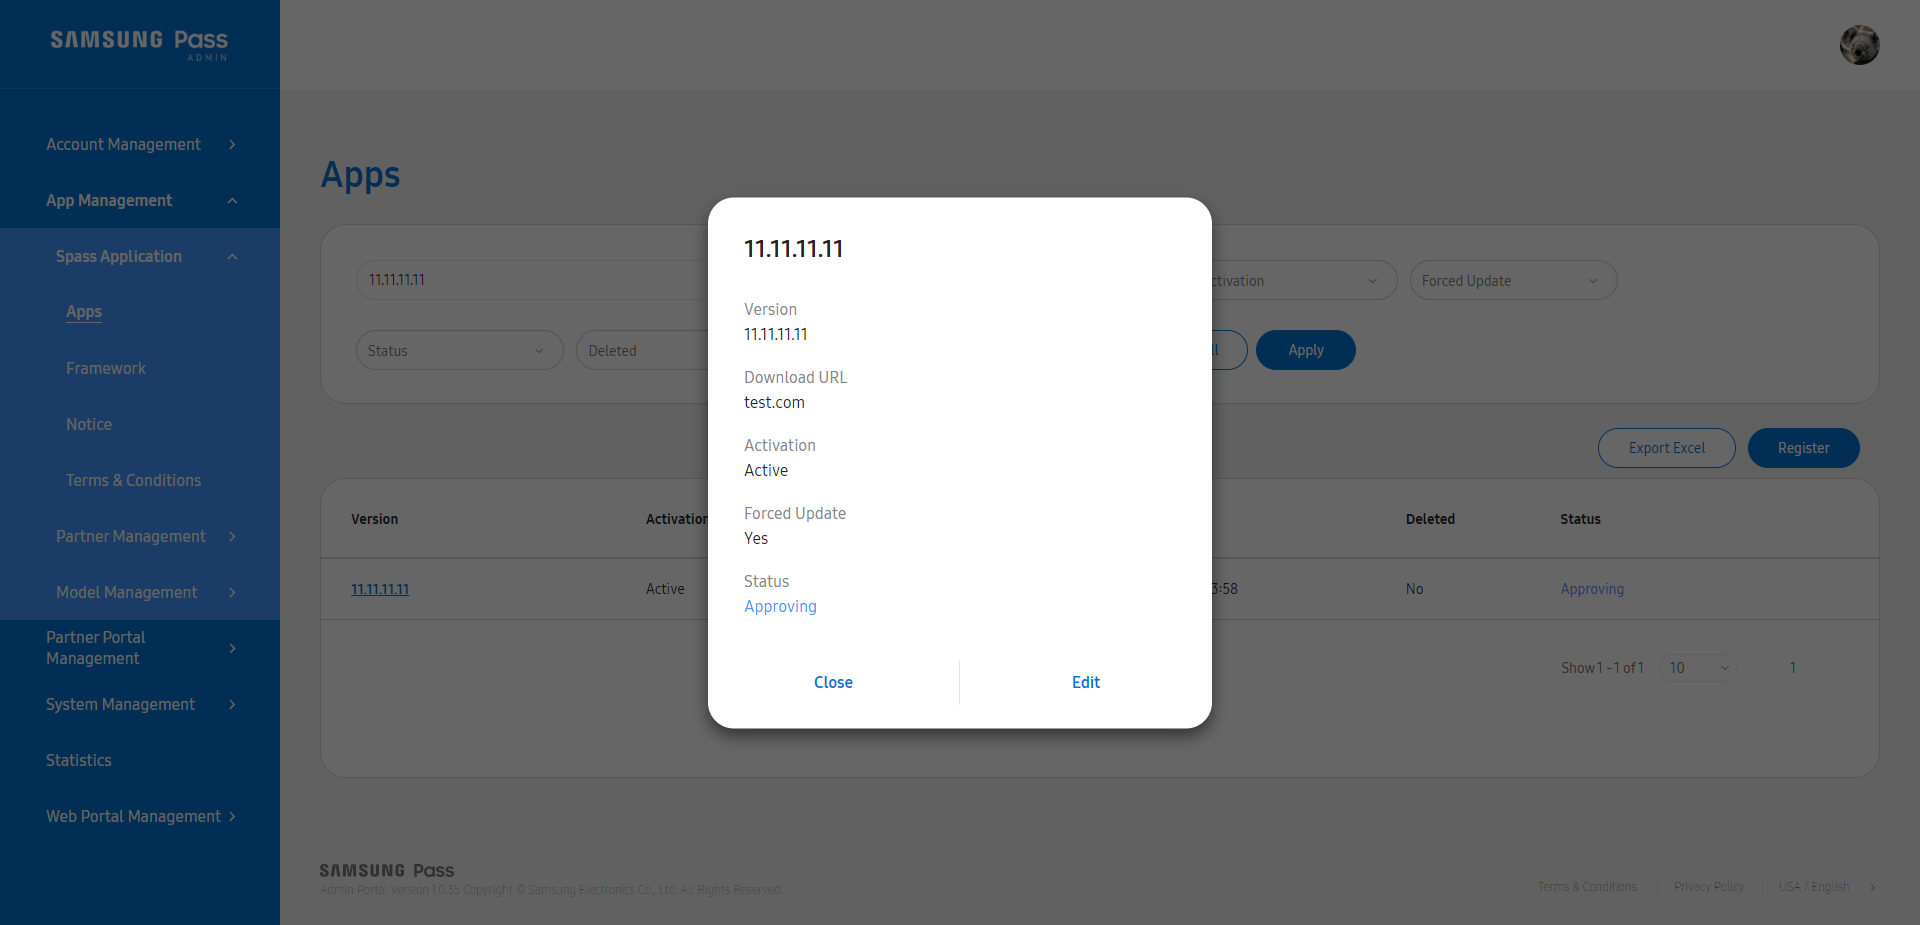 SAMSUNG Pass
ADMIN
Account Management
App Management
Spass Application
Apps
Framework
Notice
Terms & Conditions
Partner Management
Model Management
Partner Portal
Management
System Management
Statistics
Web Portal Management
Apps
11.11.11.11
ctivation
Forced Update
Status
Deleted
ll
Apply
Export Excel
Register
Version
Activation
Deleted
Status
11.11.11.11
Active
3:58
No
Approving
Show 1 - 1 of 1
10
1
11.11.11.11
Version
11.11.11.11
Download URL
test.com
Activation
Active
Forced Update
Yes
Status
Approving
Close
Edit
SAMSUNG Pass
Admin Portal Version 1.0.35 Copyright © Samsung Electronics Co., Ltd. All Rights Reserved.
Terms & Conditions
Privacy Policy
USA / English